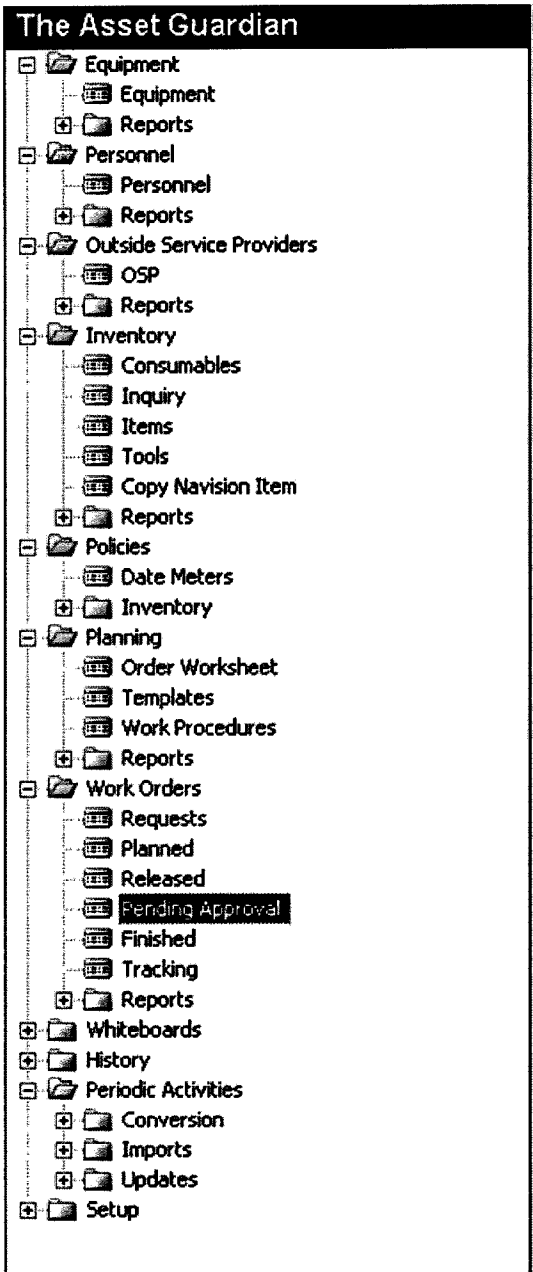 The Asset Guardian
Equipment
Equipment
Reports
Personnel
Personnel
Reports
Outside Service Providers
OSP
Reports
Inventory
Consumables
Inquiry
Items
Tools
Copy Navision Item
Reports
Policies
Date Meters
Inventory
Planning
Order Worksheet
Templates
Work Procedures
Reports
Work Orders
Requests
Planned
Released
Pending Approval
Finished
Tracking
Reports
Whiteboards
History
Periodic Activities
Conversion
Imports
Updates
Setup